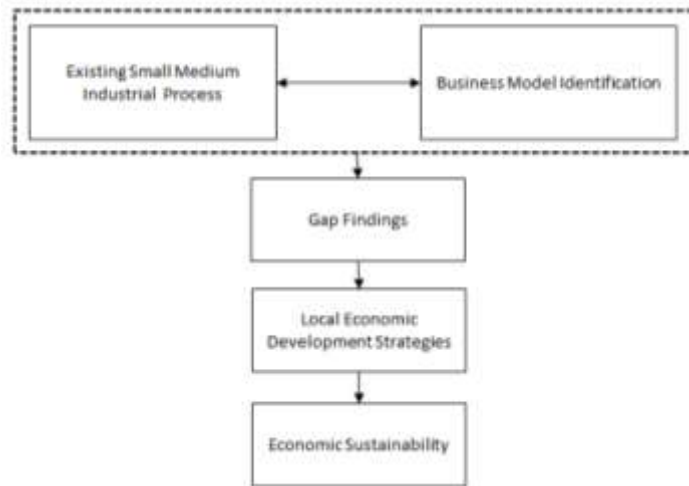 Existing Small Medium
Industrial Process
Business Model Identification
Gap Findings
Local Economic
Development Strategies
Economic Sustainability